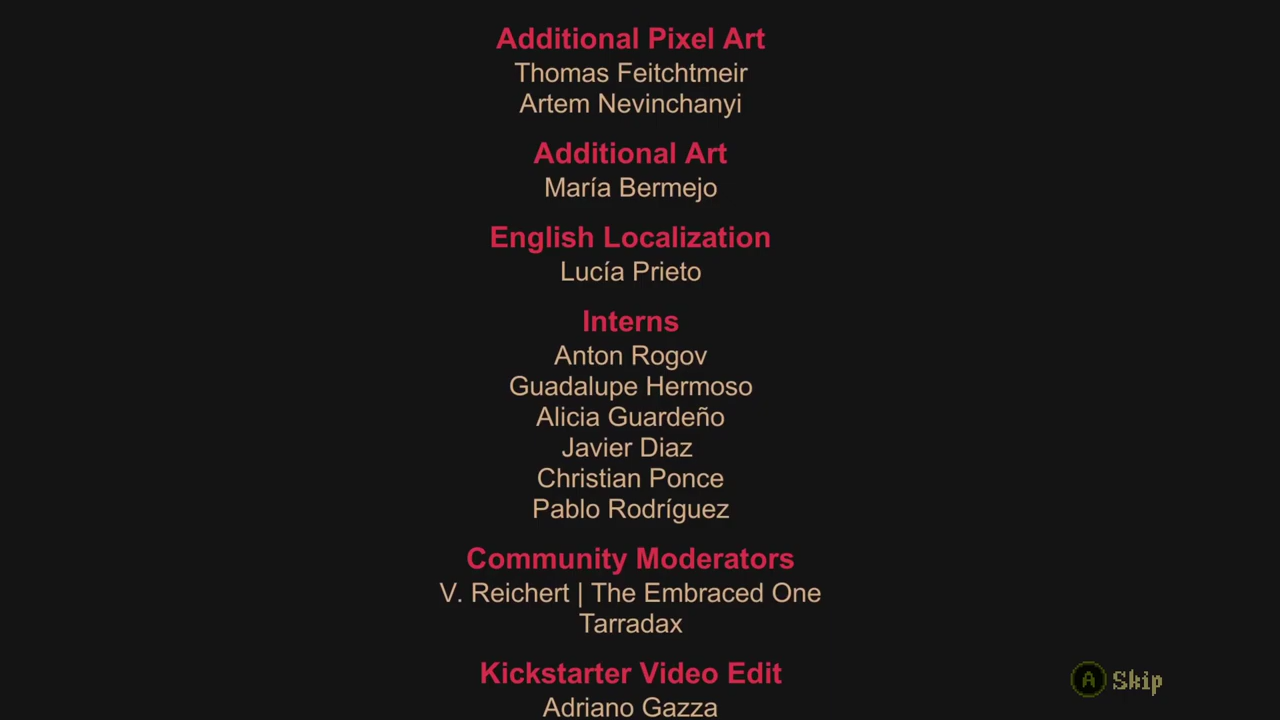 Additional Pixel Art
Thomas Feitchtmeir
Artem Nevinchanyi
Additional Art
María Bermejo
English Localization
Lucía Prieto
Interns
Anton Rogov
Guadalupe Hermoso
Alicia Guardeño
Javier Diaz
Christian Ponce
Pablo Rodríguez
Community Moderators
V. Reichert | The Embraced One
Tarradax
Kickstarter Video Edit
A Skip
Adriano Gazza